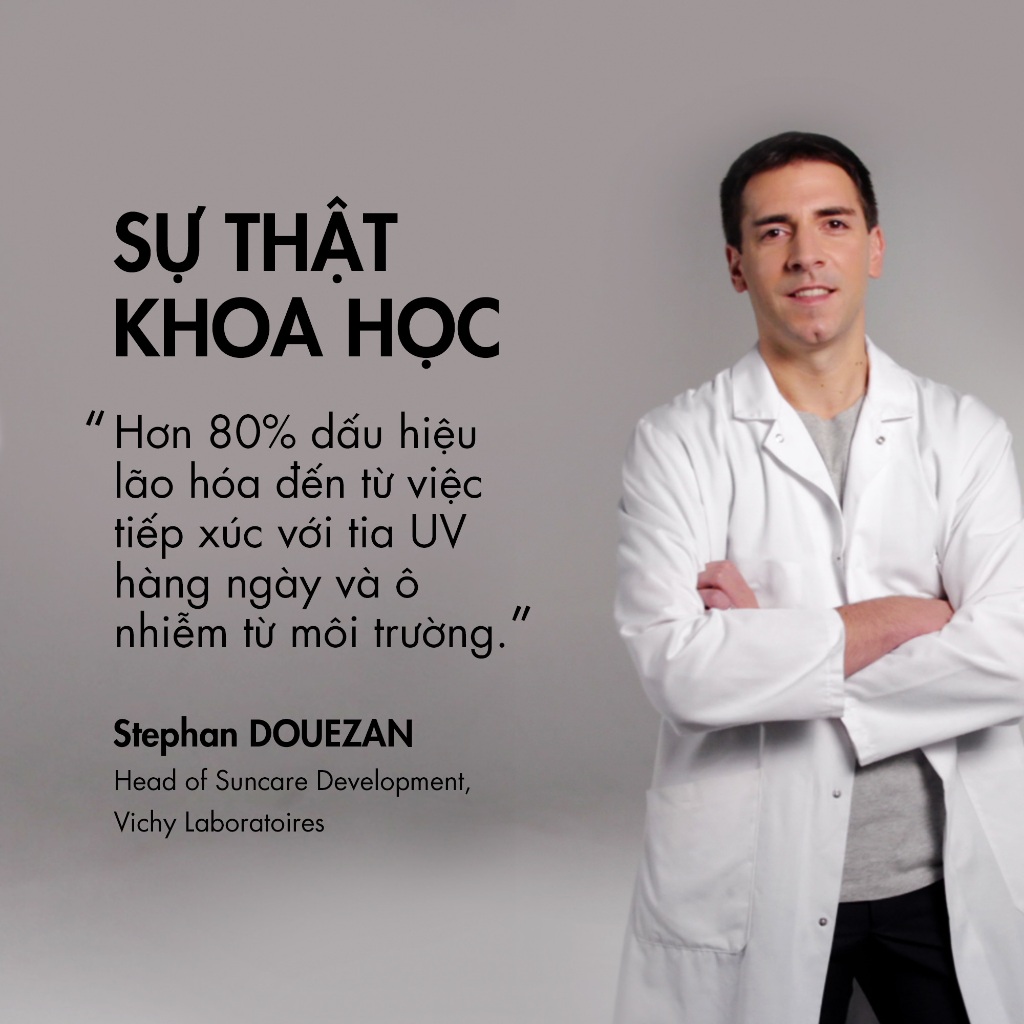 SỰ THẬT
KHOA HỌC
“Hơn 80% dấu hiệu
lão hóa đến từ việc
tiếp xúc với tia UV
hàng ngày và ô
nhiễm từ môi trường.”
Stephan DOUEZAN
Head of Suncare Development,
Vichy Laboratoires